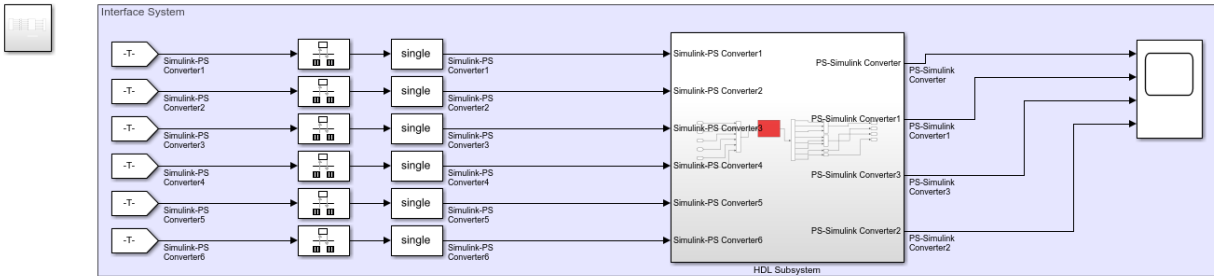 Interface System
-T-
Simulink-PS
Converter1
single
Simulink-PS
Converter1
Simulink-PS Converter1
PS-Simulink Converter
PS-Simulink
Converter
-T-
Simulink-PS
Converter2
single
Simulink-PS
Converter2
Simulink-PS Converter2
PS-Simulink Converter1
PS-Simulink
Converter1
-T-
Simulink-PS
Converter3
single
Simulink-PS
Converter3
Simulink-PS Converter3
-T-
Simulink-PS
Converter4
single
Simulink-PS
Converter4
Simulink-PS Converter4
PS-Simulink Converter3
PS-Simulink
Converter3
-T-
Simulink-PS
Converter5
single
Simulink-PS
Converter5
Simulink-PS Converter5
-T-
Simulink-PS
Converter6
single
Simulink-PS
Converter6
Simulink-PS Converter6
PS-Simulink Converter2
PS-Simulink
Converter2
HDL Subsystem